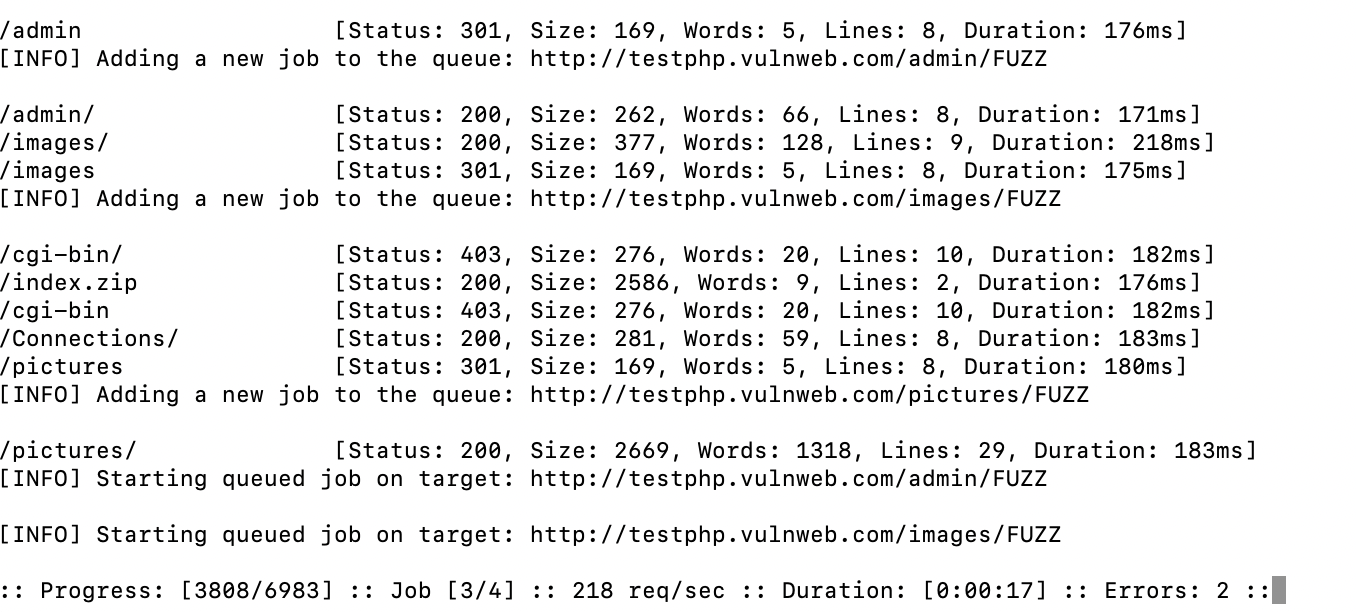 /admin [Status: 301, Size: 169, Words: 5, Lines: 8, Duration: 176ms]
[INFO] Adding a new job to the queue: http://testphp.vulnweb.com/admin/FUZZ
/admin/ [Status: 200, Size: 262, Words: 66, Lines: 8, Duration: 171ms]
/images/ [Status: 200, Size: 377, Words: 128, Lines: 9, Duration: 218ms]
/images [Status: 301, Size: 169, Words: 5, Lines: 8, Duration: 175ms]
[INFO] Adding a new job to the queue: http://testphp.vulnweb.com/images/FUZZ
/cgi-bin/ [Status: 403, Size: 276, Words: 20, Lines: 10, Duration: 182ms]
/index.zip [Status: 200, Size: 2586, Words: 9, Lines: 2, Duration: 176ms]
/cgi-bin [Status: 403, Size: 276, Words: 20, Lines: 10, Duration: 182ms]
/Connections/ [Status: 200, Size: 281, Words: 59, Lines: 8, Duration: 183ms]
/pictures [Status: 301, Size: 169, Words: 5, Lines: 8, Duration: 180ms]
[INFO] Adding a new job to the queue: http://testphp.vulnweb.com/pictures/FUZZ
/pictures/ [Status: 200, Size: 2669, Words: 1318, Lines: 29, Duration: 183ms]
[INFO] Starting queued job on target: http://testphp.vulnweb.com/admin/FUZZ
[INFO] Starting queued job on target: http://testphp.vulnweb.com/images/FUZZ
:: Progress: [3808/6983] :: Job [3/4] :: 218 req/sec :: Duration: [0:00:17] :: Errors: 2 ::